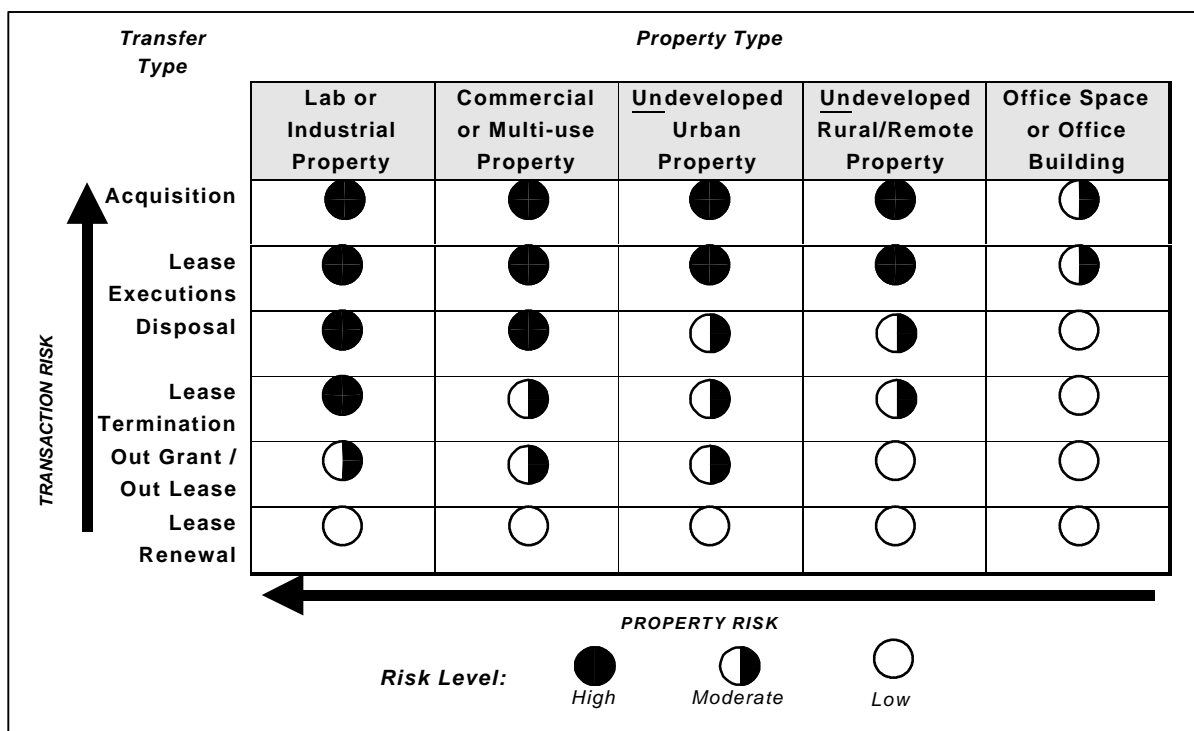 Transfer Type
Property Type
Lab or Industrial Property
Commercial or Multi-use Property
Undeveloped Urban Property
Undeveloped Rural/Remote Property
Office Space or Office Building
Acquisition
Lease Executions
Disposal
Lease Termination
Out Grant / Out Lease
Lease Renewal
TRANSACTION RISK
PROPERTY RISK
Risk Level:
High
Moderate
Low